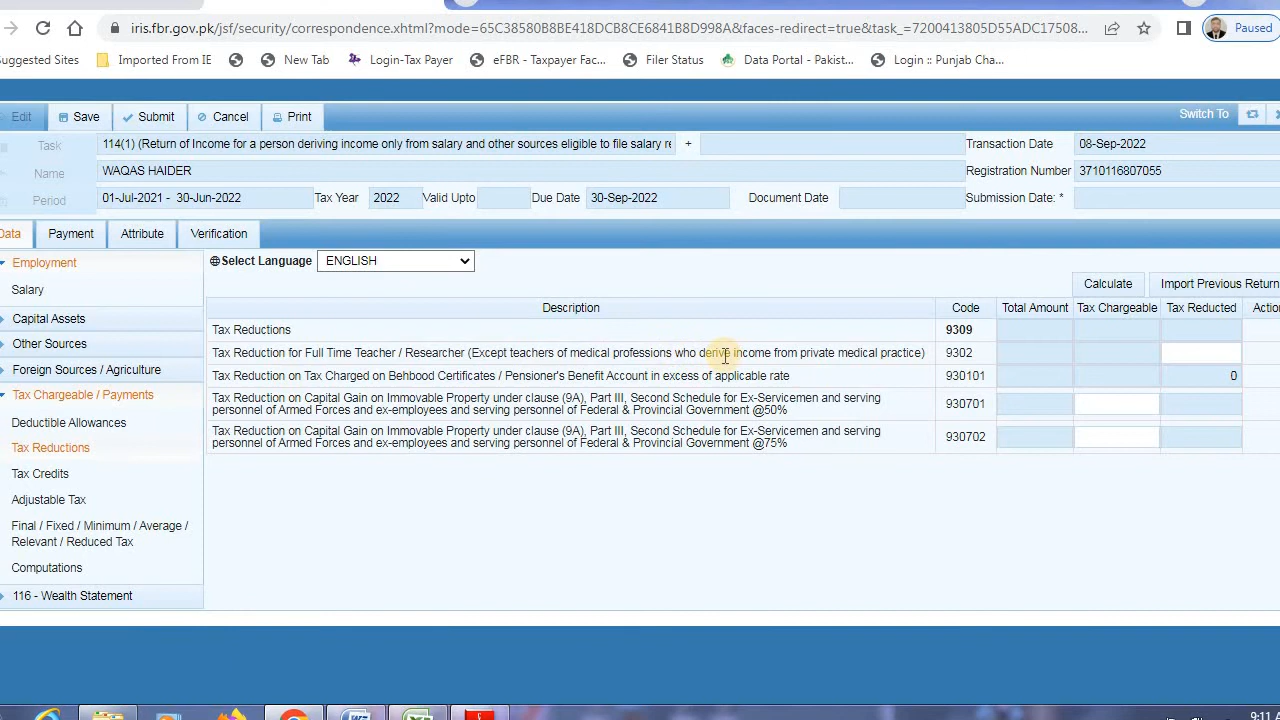 iris.fbr.gov.pk/jsf/security/correspondence.xhtml?mode=65C38580B8BE418DCB8CE6841B8D998A&faces-redirect=true&task_=7200413805D55ADC17508... Paused
uggested Sites Imported From IE New Tab Login-Tax Payer eFBR - Taxpayer Fac... Filer Status Data Portal - Pakist... Login :: Punjab Cha...
Edit Save Submit Cancel Print Switch To
Task 114(1) (Return of Income for a person deriving income only from salary and other sources eligible to file salary re + Transaction Date 08-Sep-2022
Name WAQAS HAIDER Registration Number 3710116807055
Period 01-Jul-2021 - 30-Jun-2022 Tax Year 2022 Valid Upto Due Date 30-Sep-2022 Document Date Submission Date: *
Data Payment Attribute Verification
Employment Select Language ENGLISH
Salary Calculate Import Previous Return
Description Code Total Amount Tax Chargeable Tax Reducted Actio
Capital Assets Tax Reductions 9309
Other Sources Tax Reduction for Full Time Teacher / Researcher (Except teachers of medical professions who derive income from private medical practice) 9302
Foreign Sources / Agriculture Tax Reduction on Tax Charged on Behbood Certificates / Pensioner's Benefit Account in excess of applicable rate 930101 0
Tax Chargeable / Payments Tax Reduction on Capital Gain on Immovable Property under clause (9A), Part III, Second Schedule for Ex-Servicemen and serving
personnel of Armed Forces and ex-employees and serving personnel of Federal & Provincial Government @50% 930701
Deductible Allowances Tax Reduction on Capital Gain on Immovable Property under clause (9A), Part III, Second Schedule for Ex-Servicemen and serving
personnel of Armed Forces and ex-employees and serving personnel of Federal & Provincial Government @75% 930702
Tax Reductions
Tax Credits
Adjustable Tax
Final / Fixed / Minimum / Average /
Relevant / Reduced Tax
Computations
116 - Wealth Statement
9:11